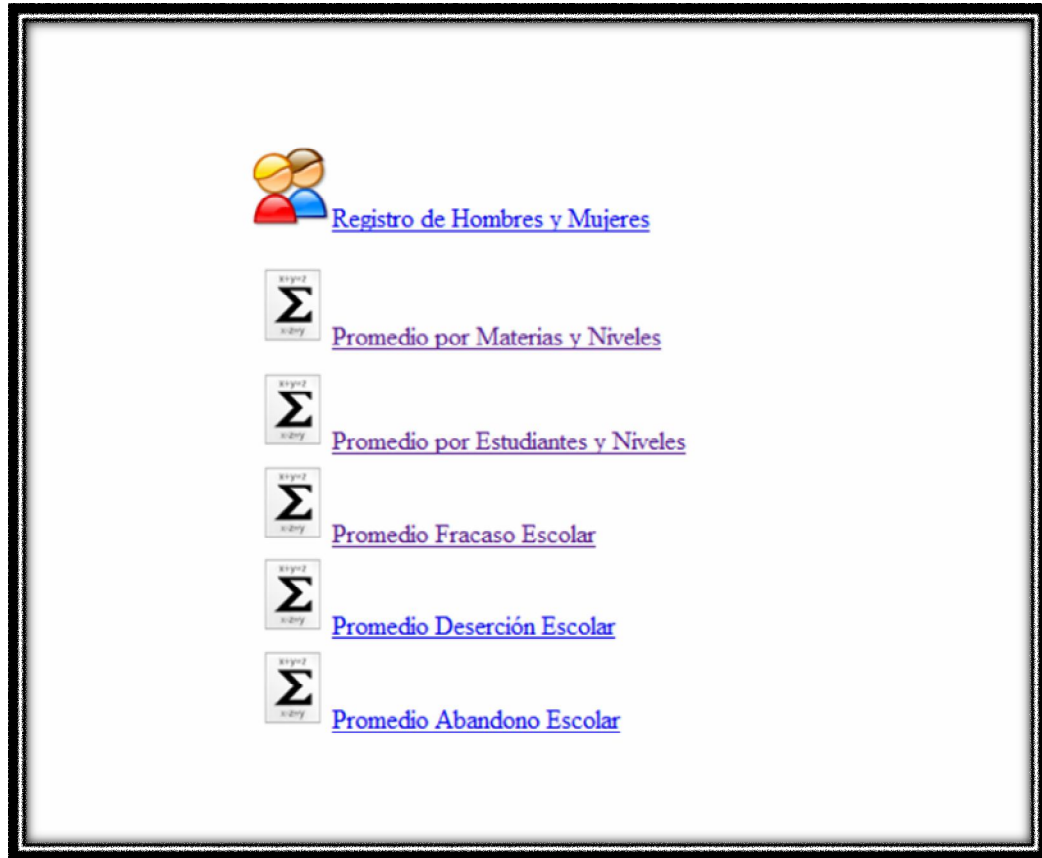 Registro de Hombres y Mujeres
x+y=z
Σ
x-z=y
Promedio por Materias y Niveles
x+y=z
Σ
x-z=y
Promedio por Estudiantes y Niveles
x+y=z
Σ
x-z=y
Promedio Fracaso Escolar
x+y=z
Σ
x-z=y
Promedio Deserción Escolar
x+y=z
Σ
x-z=y
Promedio Abandono Escolar